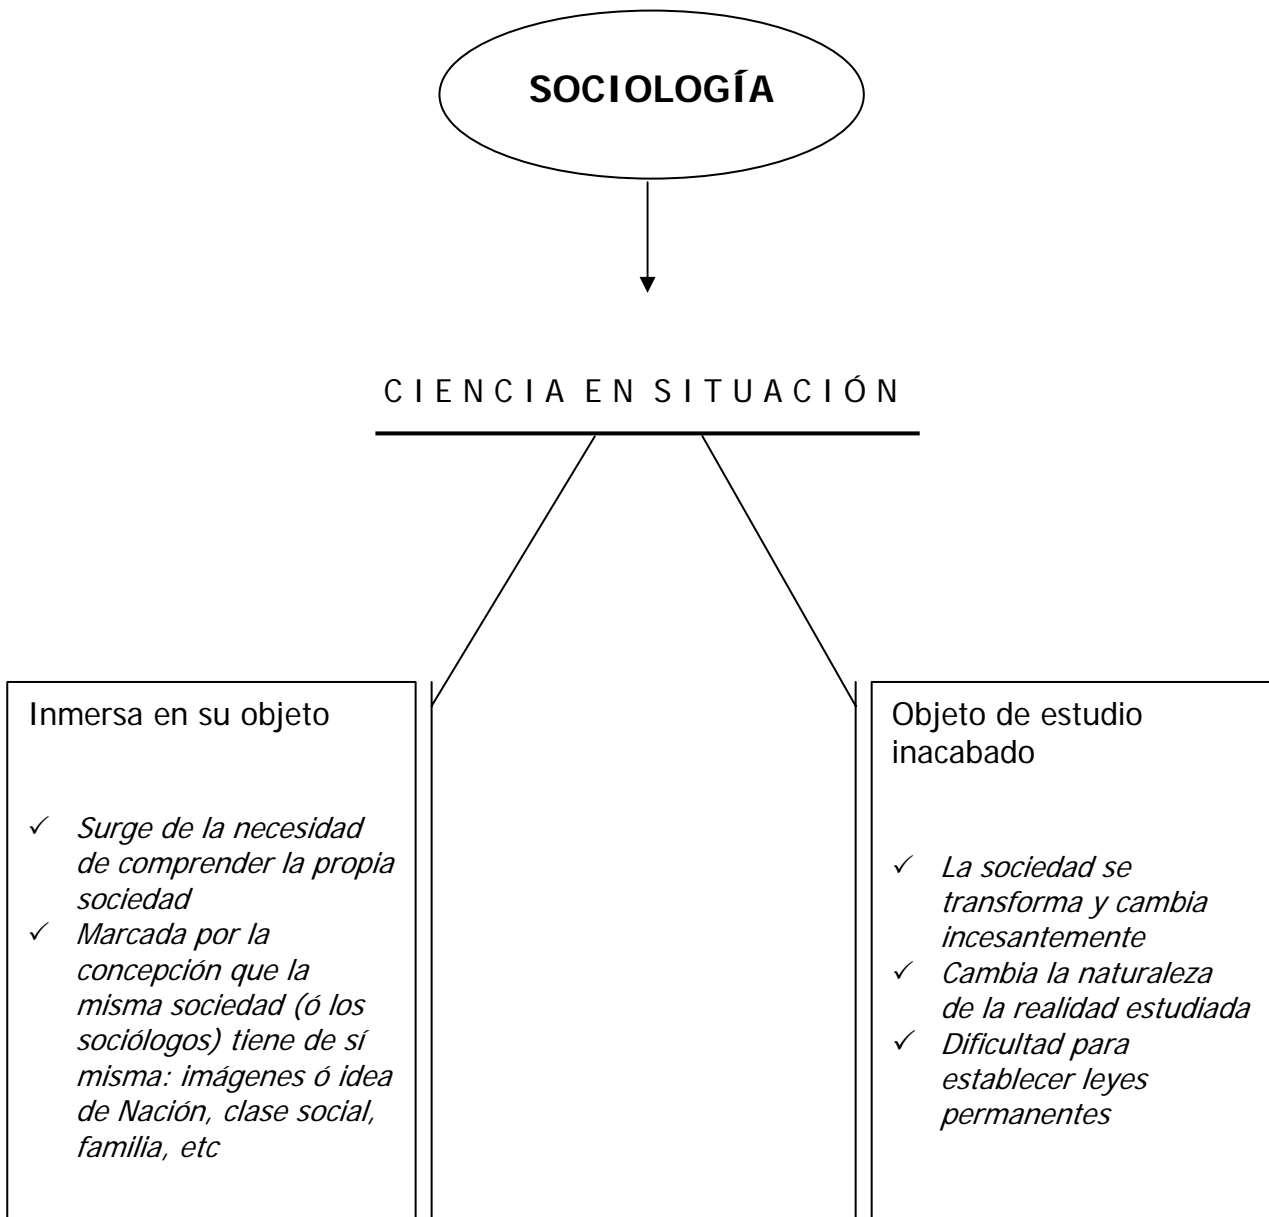 SOCIOLOGÍA
CIENCIA EN SITUACIÓN
Inmersa en su objeto
✓ Surge de la necesidad
de comprender la propia
sociedad
✓ Marcada por la
concepción que la
misma sociedad (ó los
sociólogos) tiene de sí
misma: imágenes ó idea
de Nación, clase social,
familia, etc
Objeto de estudio
inacabado
✓ La sociedad se
transforma y cambia
incesantemente
✓ Cambia la naturaleza
de la realidad estudiada
✓ Dificultad para
establecer leyes
permanentes